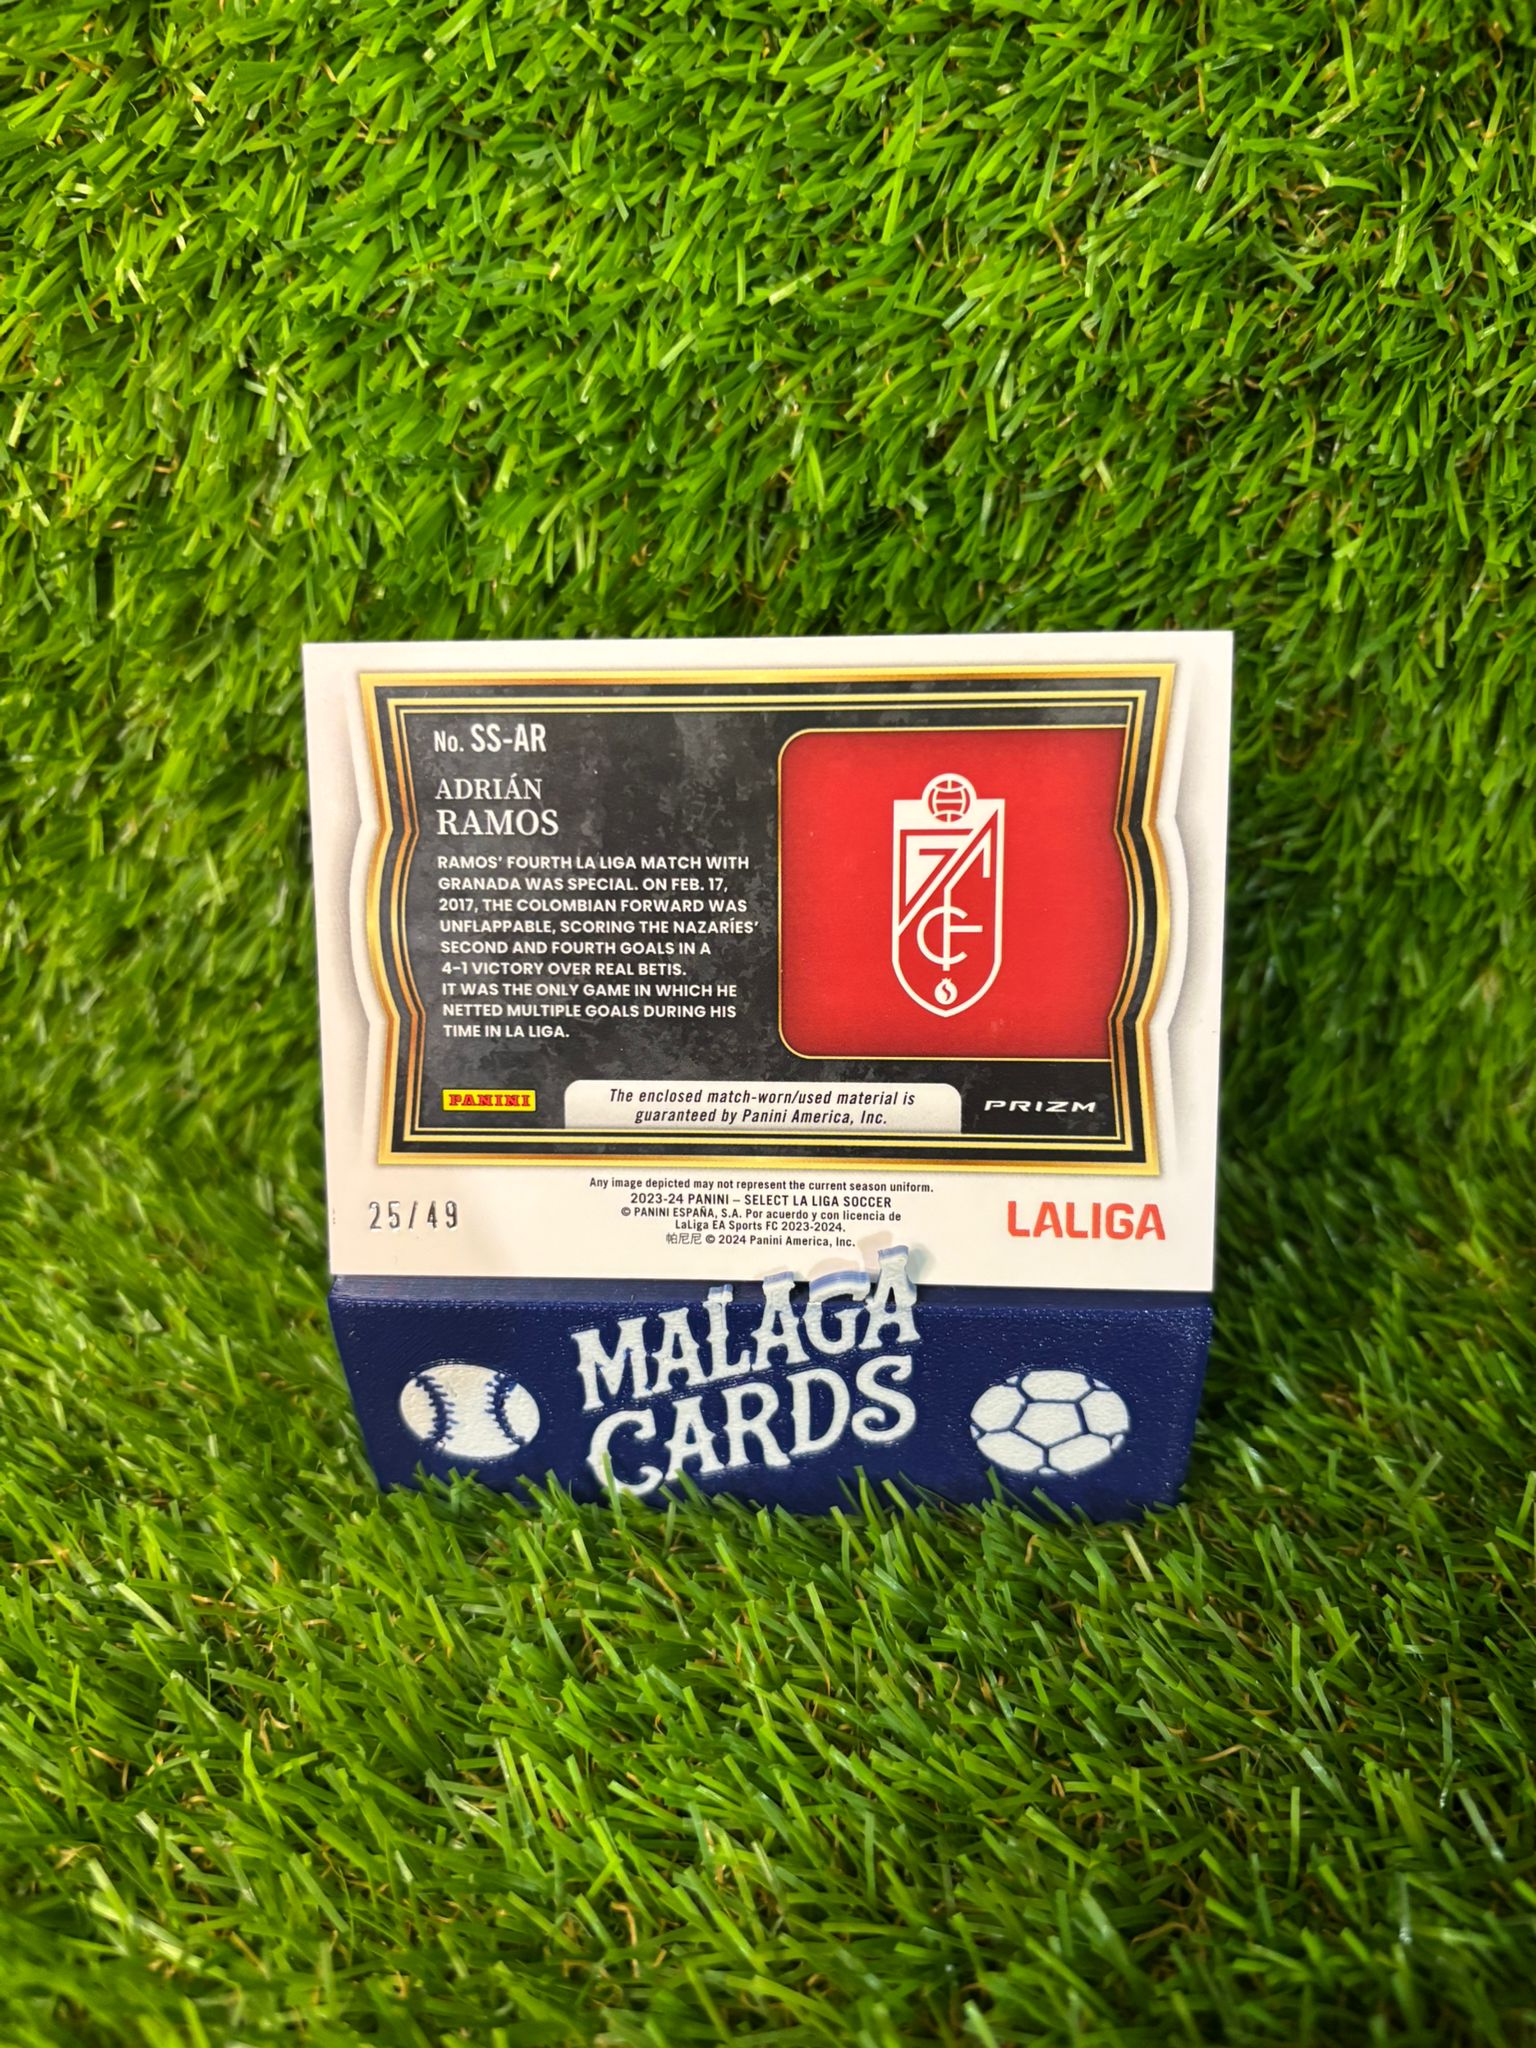 No. SS-AR
ADRIÁN
RAMOS
RAMOS' FOURTH LA LIGA MATCH WITH
GRANADA WAS SPECIAL. ON FEB. 17,
2017, THE COLOMBIAN FORWARD WAS
UNFLAPPABLE, SCORING THE NAZARÍES'
SECOND AND FOURTH GOALS IN A
4-1 VICTORY OVER REAL BETIS.
IT WAS THE ONLY GAME IN WHICH HE
NETTED MULTIPLE GOALS DURING HIS
TIME IN LA LIGA.
PANINI
The enclosed match-worn/used material is
guaranteed by Panini America, Inc.
PRIZM
25/49
Any image depicted may not represent the current season uniform.
2023-24 PANINI – SELECT LA LIGA SOCCER
© PANINI ESPAÑA, S.A. Por acuerdo y con licencia de
LaLiga EA Sports FC 2023-2024.
帕尼尼 © 2024 Panini America, Inc.
LALIGA
MALAGA
CARDS